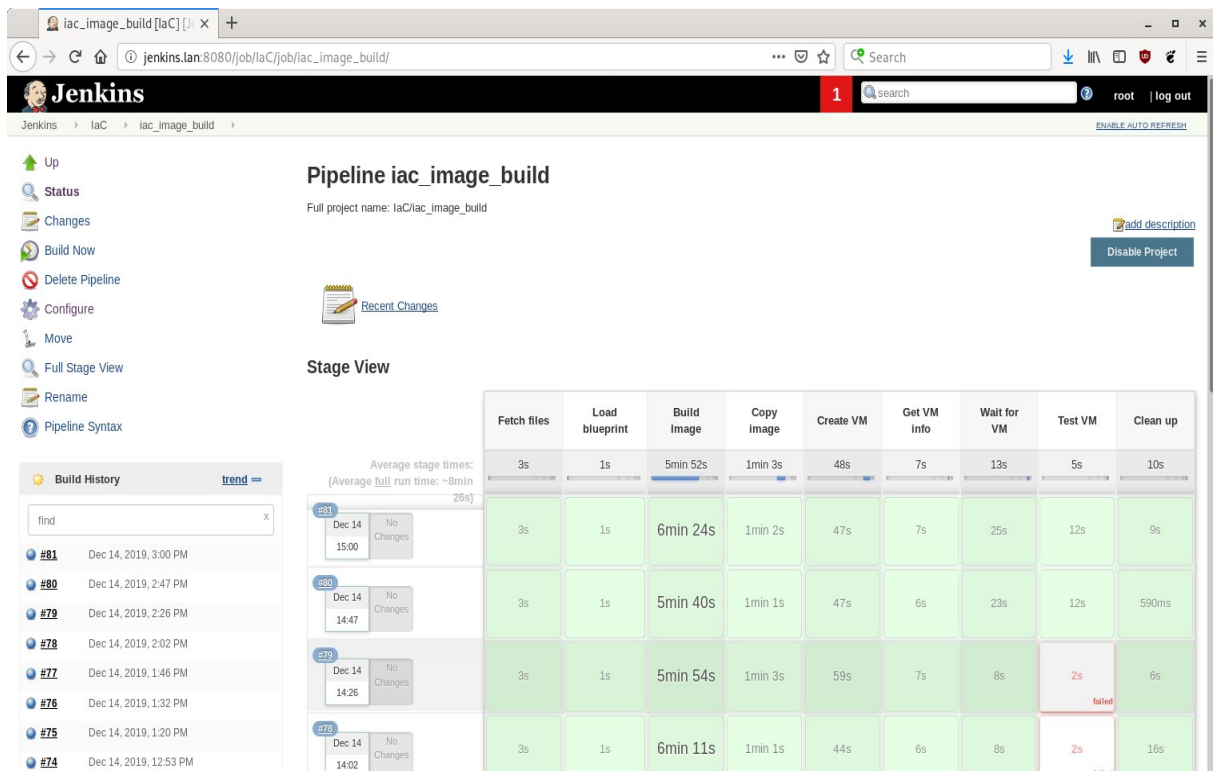 iac_image_build [IaC] [Je
jenkins.lan:8080/job/IaC/job/iac_image_build/
Search
Jenkins
1
search
root | log out
Jenkins IaC iac_image_build
ENABLE AUTO REFRESH
Up
Status
Changes
Build Now
Delete Pipeline
Configure
Move
Full Stage View
Rename
Pipeline Syntax
Build History trend
find x
#81 Dec 14, 2019, 3:00 PM
#80 Dec 14, 2019, 2:47 PM
#79 Dec 14, 2019, 2:26 PM
#78 Dec 14, 2019, 2:02 PM
#77 Dec 14, 2019, 1:46 PM
#76 Dec 14, 2019, 1:32 PM
#75 Dec 14, 2019, 1:20 PM
#74 Dec 14, 2019, 12:53 PM
Pipeline iac_image_build
Full project name: IaC/iac_image_build
add description
Disable Project
Recent Changes
Stage View
Fetch files
Load
blueprint
Build
Image
Copy
image
Create VM
Get VM
info
Wait for
VM
Test VM
Clean up
Average stage times:
(Average full run time: ~8min
26s)
3s 1s 5min 52s 1min 3s 48s 7s 13s 5s 10s
#81
Dec 14
15:00
No
Changes
3s 1s 6min 24s 1min 2s 47s 7s 25s 12s 9s
#80
Dec 14
14:47
No
Changes
3s 1s 5min 40s 1min 1s 47s 6s 23s 12s 590ms
#79
Dec 14
14:26
No
Changes
3s 1s 5min 54s 1min 3s 59s 7s 8s 2s 6s
failed
#78
Dec 14
14:02
No
Changes
3s 1s 6min 11s 1min 1s 44s 6s 8s 2s 16s